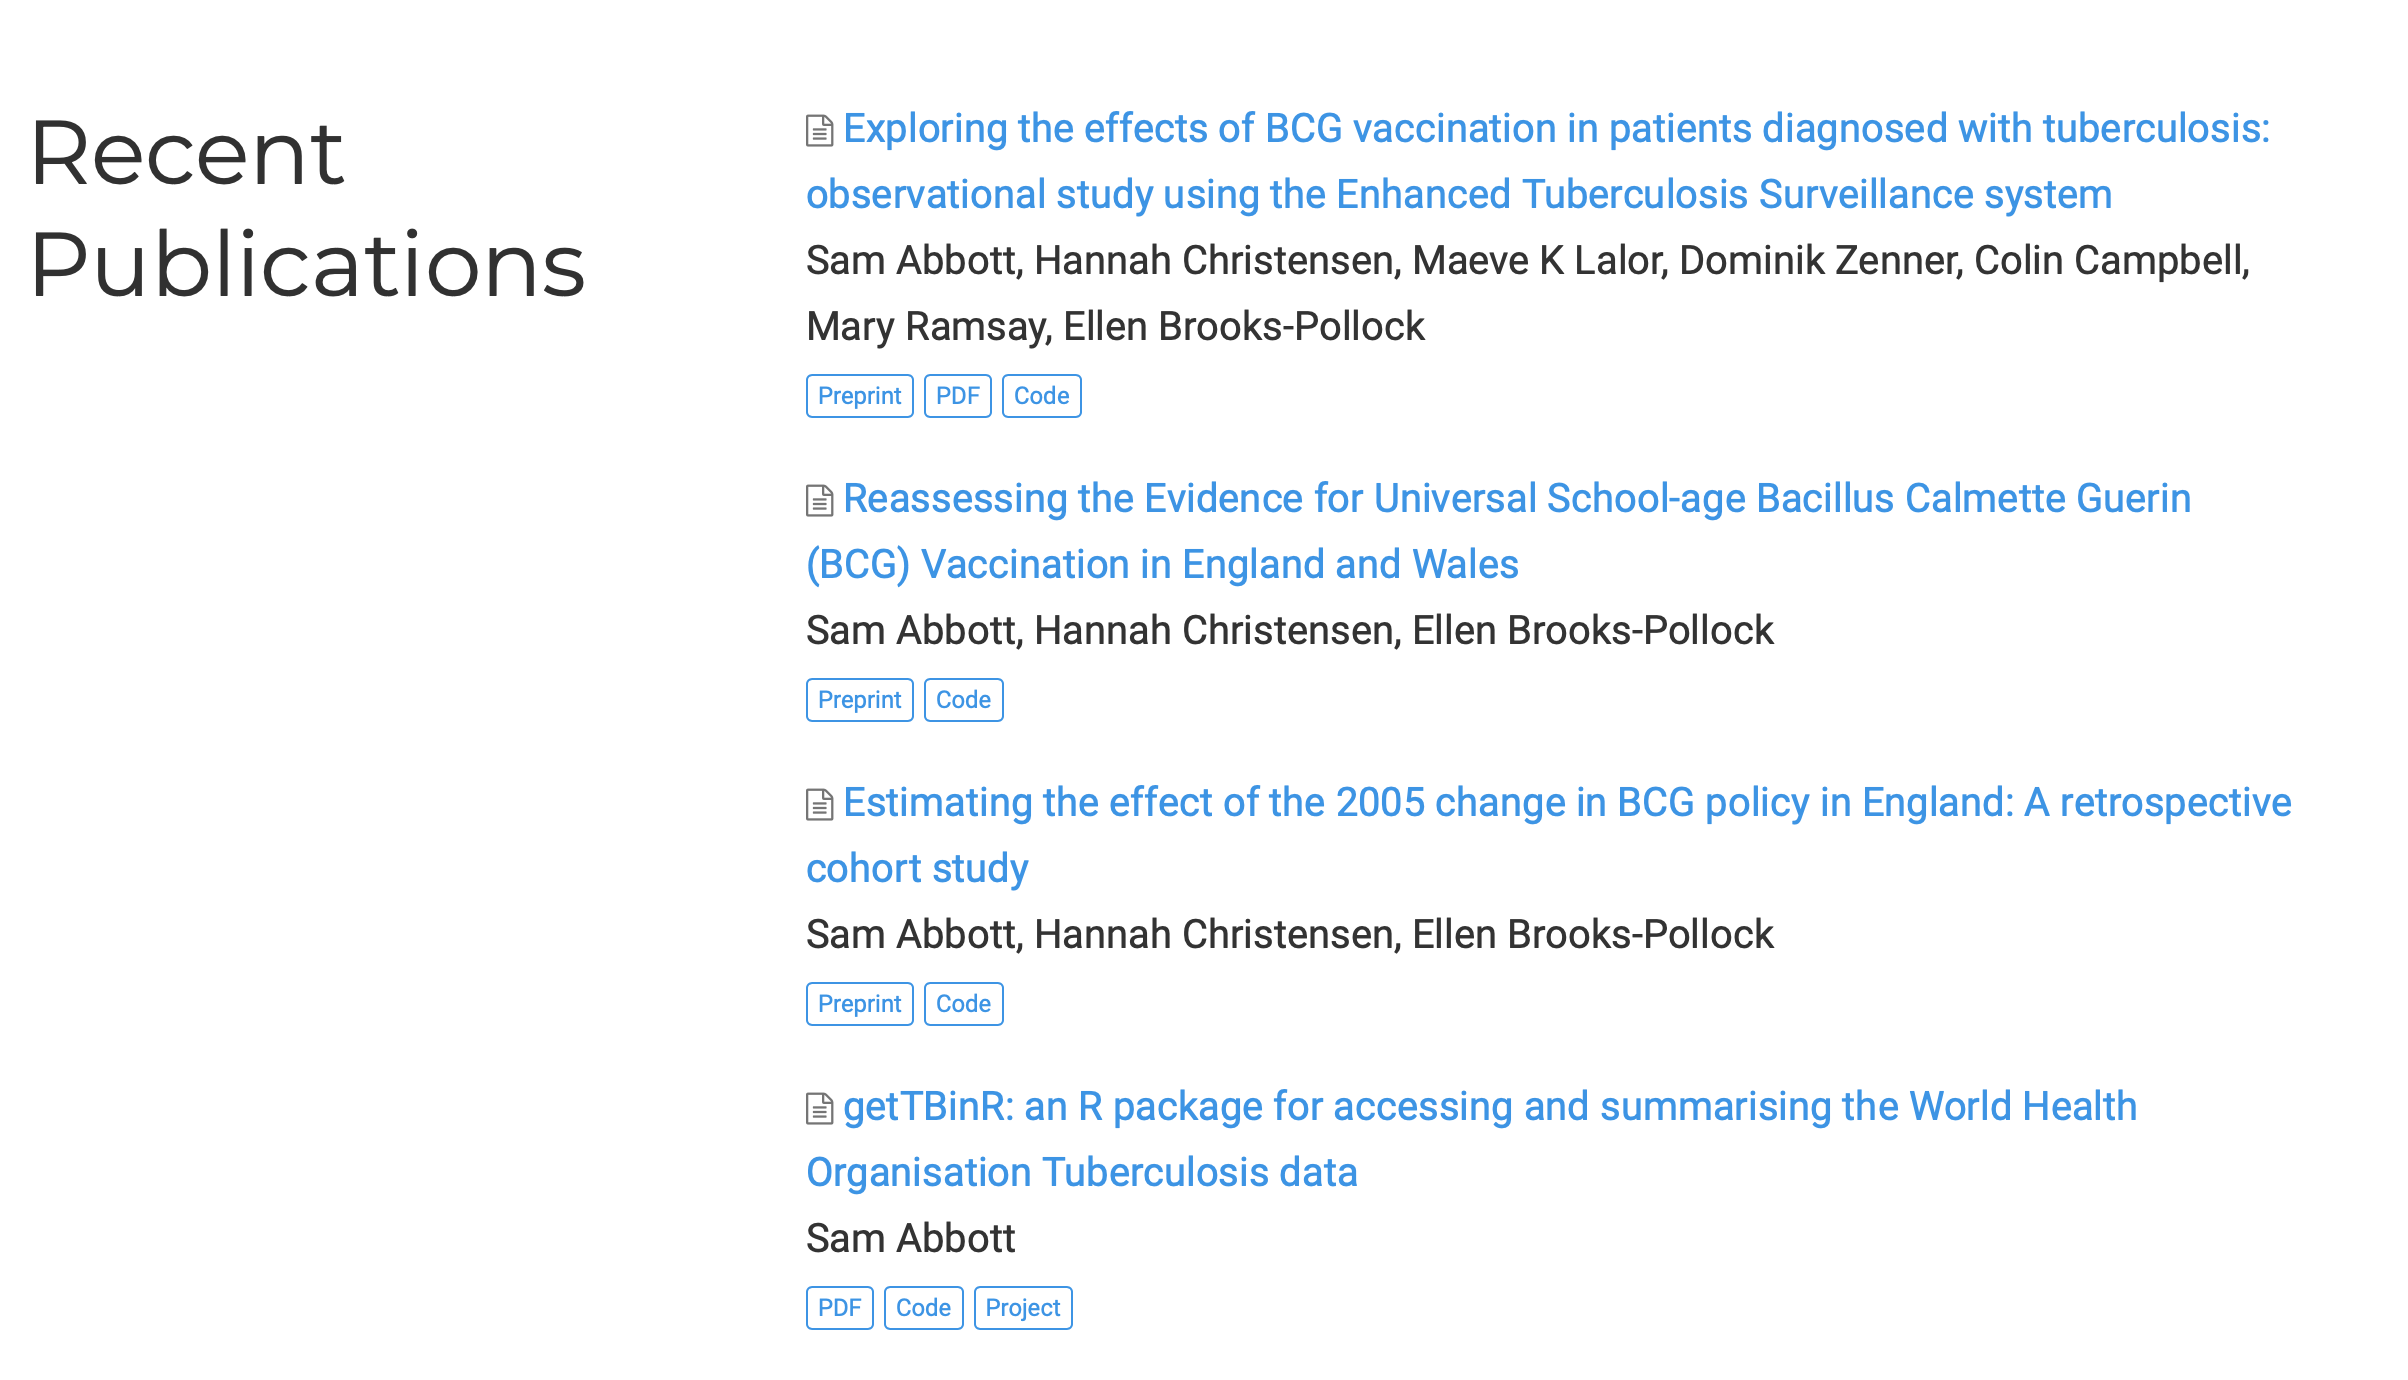 Recent
Publications
Exploring the effects of BCG vaccination in patients diagnosed with tuberculosis:
observational study using the Enhanced Tuberculosis Surveillance system
Sam Abbott, Hannah Christensen, Maeve K Lalor, Dominik Zenner, Colin Campbell,
Mary Ramsay, Ellen Brooks-Pollock
Preprint PDF Code
Reassessing the Evidence for Universal School-age Bacillus Calmette Guerin
(BCG) Vaccination in England and Wales
Sam Abbott, Hannah Christensen, Ellen Brooks-Pollock
Preprint Code
Estimating the effect of the 2005 change in BCG policy in England: A retrospective
cohort study
Sam Abbott, Hannah Christensen, Ellen Brooks-Pollock
Preprint Code
getTBinR: an R package for accessing and summarising the World Health
Organisation Tuberculosis data
Sam Abbott
PDF Code Project